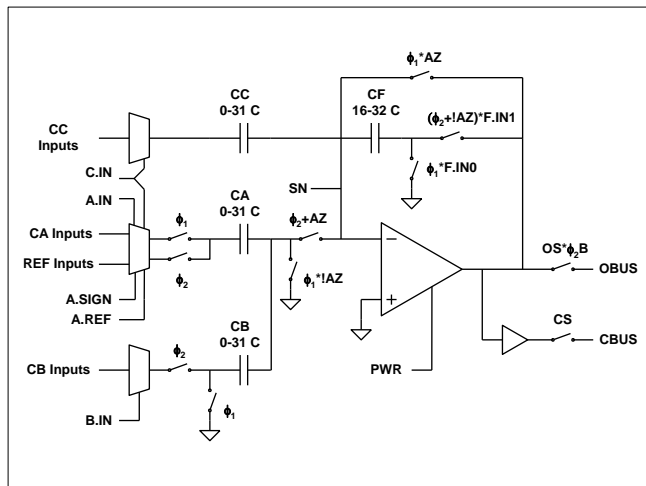 ϕ1*AZ
CC
0-31 C
CF
16-32 C
(ϕ2+!AZ)*F.IN1
CC
Inputs
ϕ1*F.IN0
C.IN
A.IN
SN
CA
0-31 C
ϕ1
ϕ2+AZ
CA Inputs
REF Inputs
ϕ2
ϕ1*!AZ
OS*ϕ2B
OBUS
A.SIGN
A.REF
CB
0-31 C
CS
CBUS
CB Inputs
ϕ2
PWR
ϕ1
B.IN